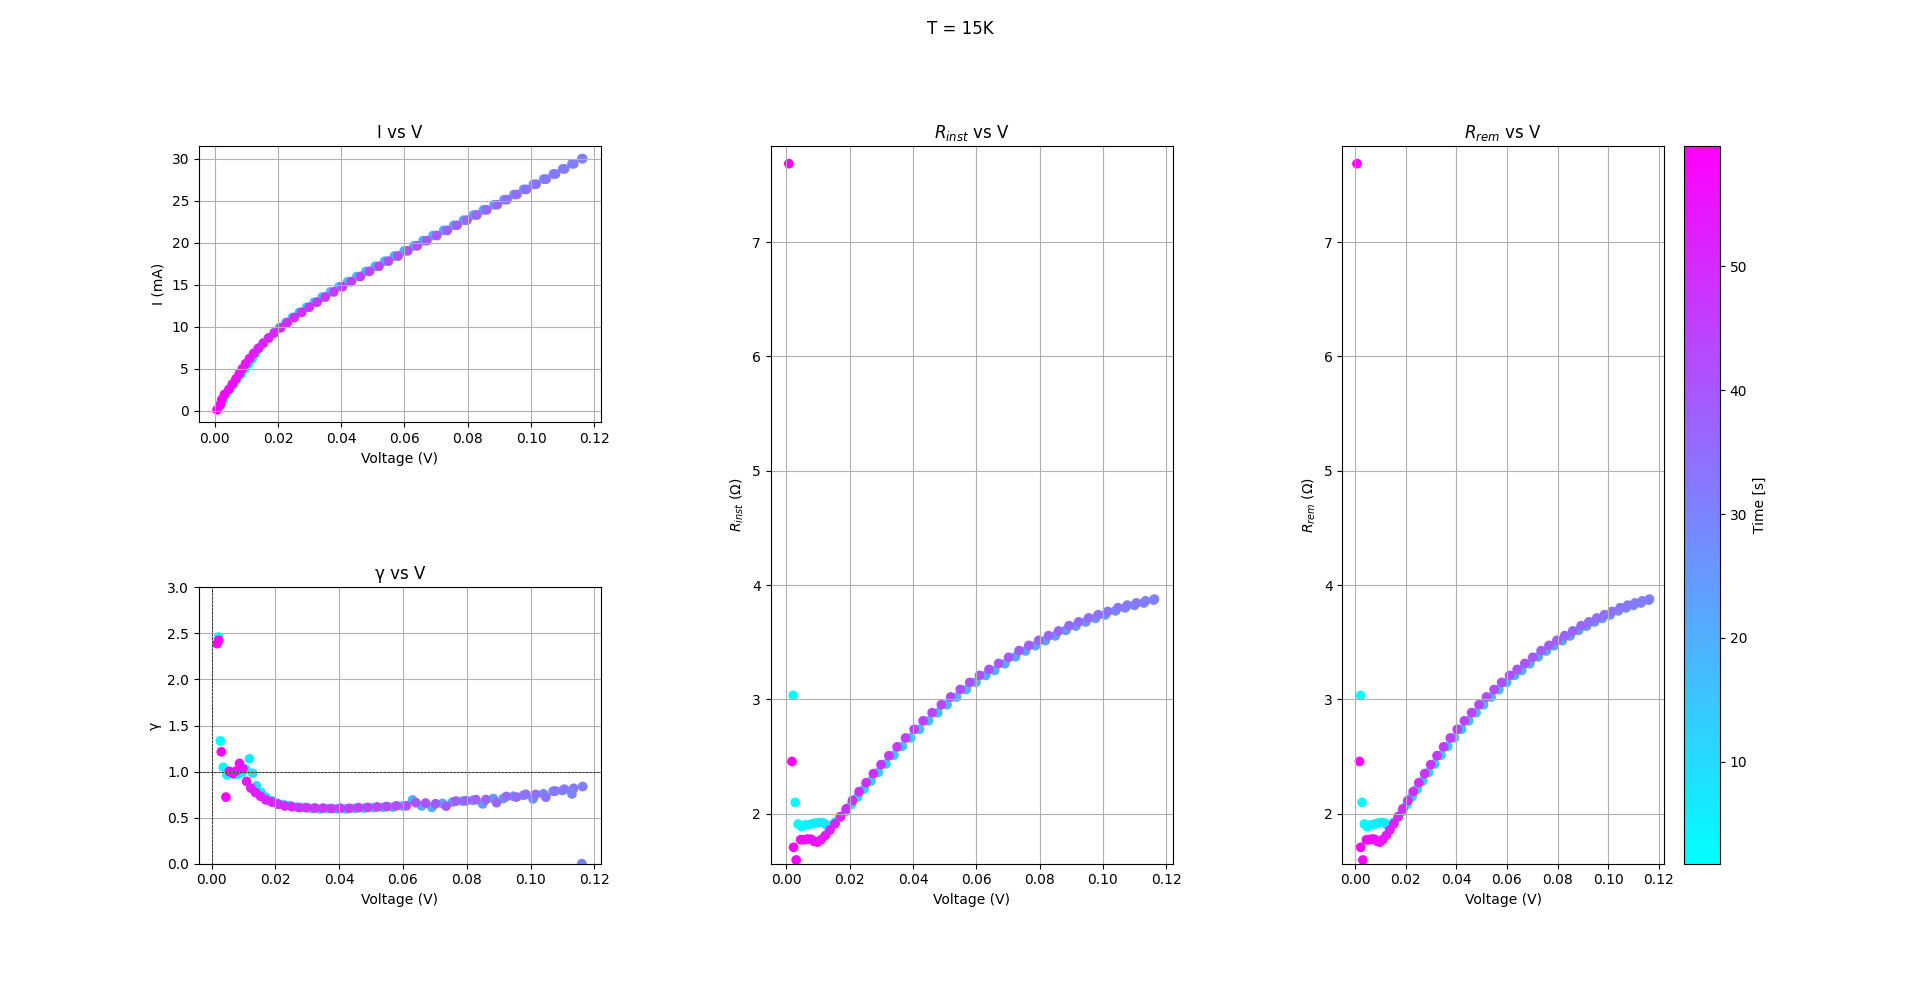 T = 15K
I vs V
I (mA)
30
25
20
15
10
5
0
0.00 0.02 0.04 0.06 0.08 0.10 0.12
Voltage (V)
γ vs V
γ
3.0
2.5
2.0
1.5
1.0
0.5
0.0
0.00 0.02 0.04 0.06 0.08 0.10 0.12
Voltage (V)
R_inst vs V
R_inst (Ω)
7
6
5
4
3
2
0.00 0.02 0.04 0.06 0.08 0.10 0.12
Voltage (V)
R_rem vs V
R_rem (Ω)
7
6
5
4
3
2
0.00 0.02 0.04 0.06 0.08 0.10 0.12
Voltage (V)
50
40
30
20
10
Time [s]